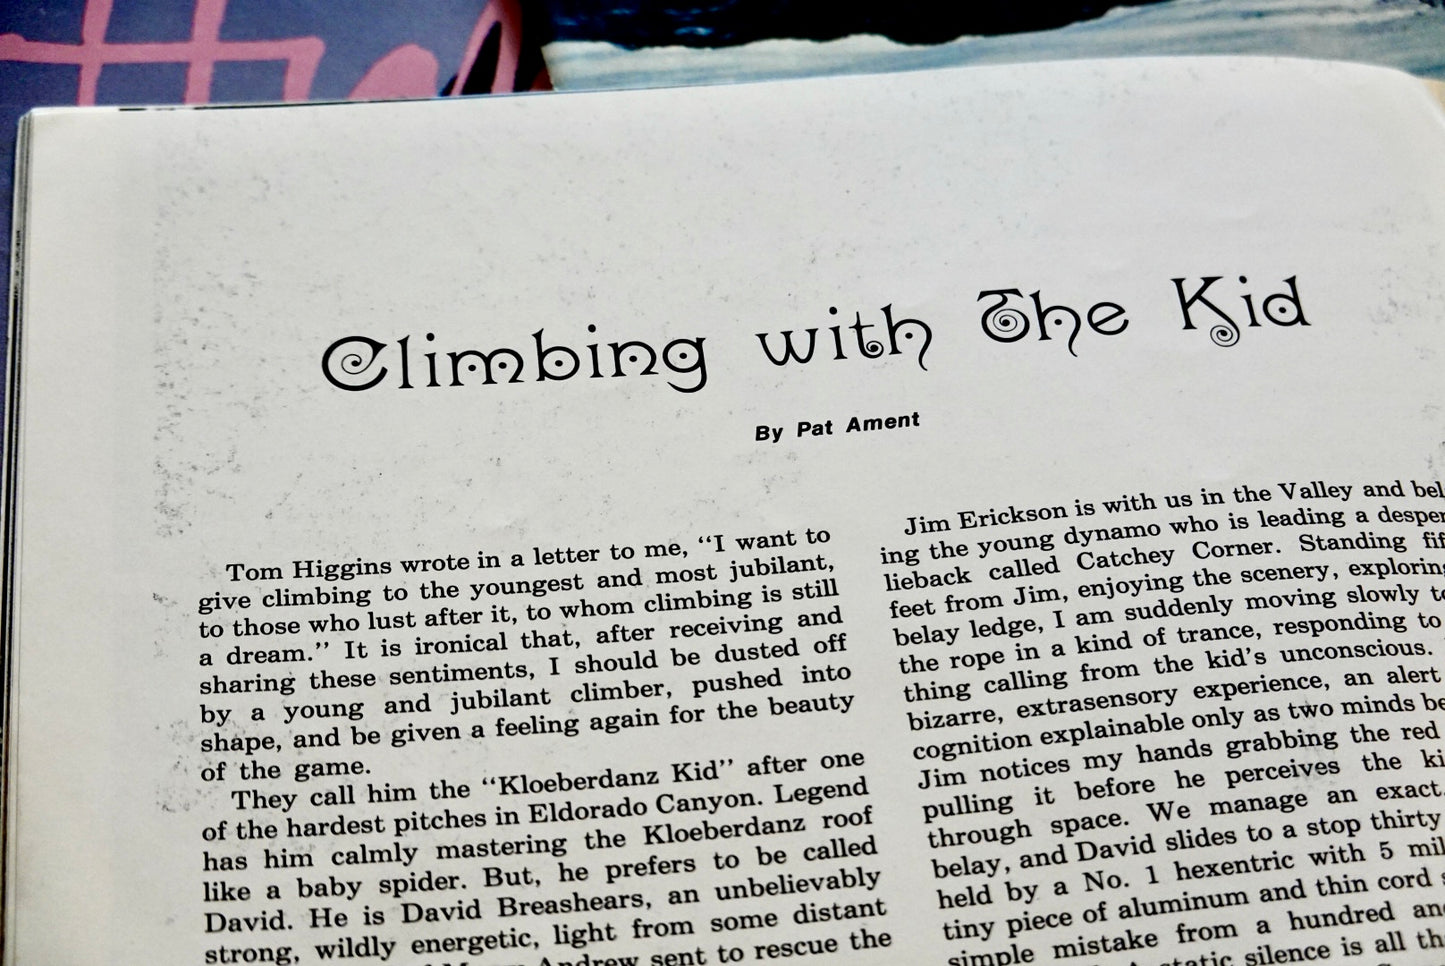 Climbing with The Kid
By Pat Ament
Tom Higgins wrote in a letter to me, “I want to
give climbing to the youngest and most jubilant,
to those who lust after it, to whom climbing is still
a dream.” It is ironical that, after receiving and
sharing these sentiments, I should be dusted off
by a young and jubilant climber, pushed into
shape, and be given a feeling again for the beauty
of the game.
They call him the “Kloeberdanz Kid” after one
of the hardest pitches in Eldorado Canyon. Legend
has him calmly mastering the Kloeberdanz roof
like a baby spider. But, he prefers to be called
David. He is David Breashears, an unbelievably
strong, wildly energetic, light from some distant
Andrew sent to rescue the
Jim Erickson is with us in the Valley and
ing the young dynamo who is leading a
lieback called Catchey Corner. Standing
feet from Jim, enjoying the scenery,
belay ledge, I am suddenly moving slowly
the rope in a kind of trance, responding to
thing calling from the kid’s unconscious.
bizarre, extrasensory experience, an alert
cognition explainable only as two minds
Jim notices my hands grabbing the red
pulling it before he perceives the
through space. We manage an exact
belay, and David slides to a stop thirty
held by a No. 1 hexentric with 5
tiny piece of aluminum and thin cord
simple mistake from a hundred
static silence is all